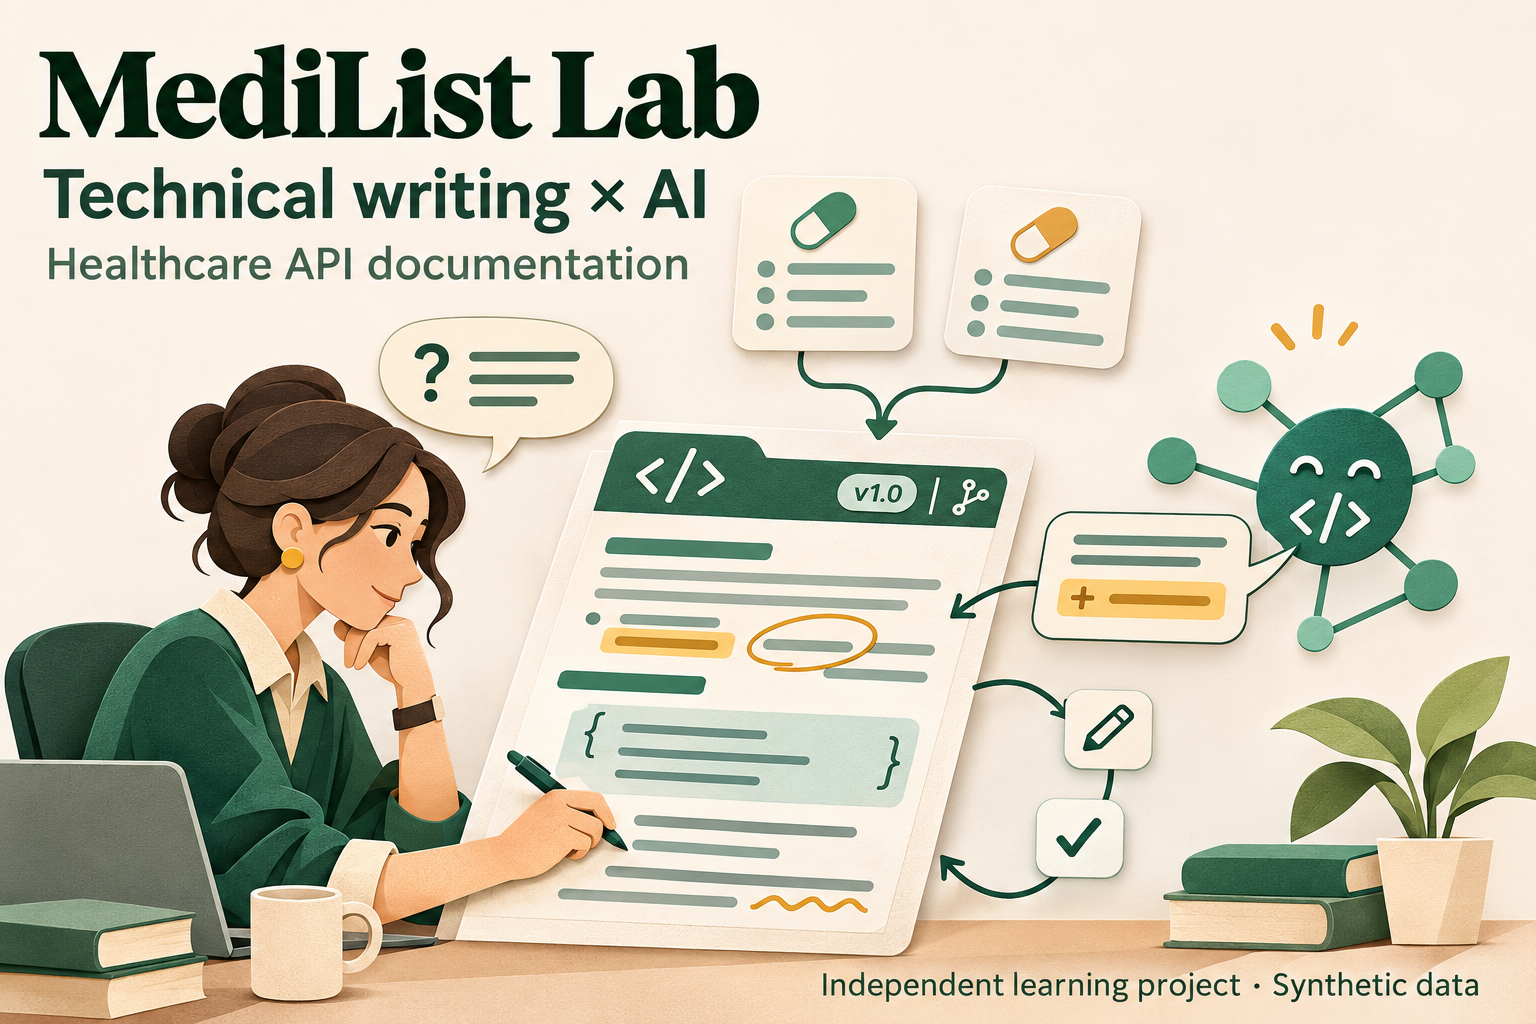 MediList Lab
Technical writing × AI
Healthcare API documentation
?
</>
v1.0
</>
+
{
}
Independent learning project · Synthetic data